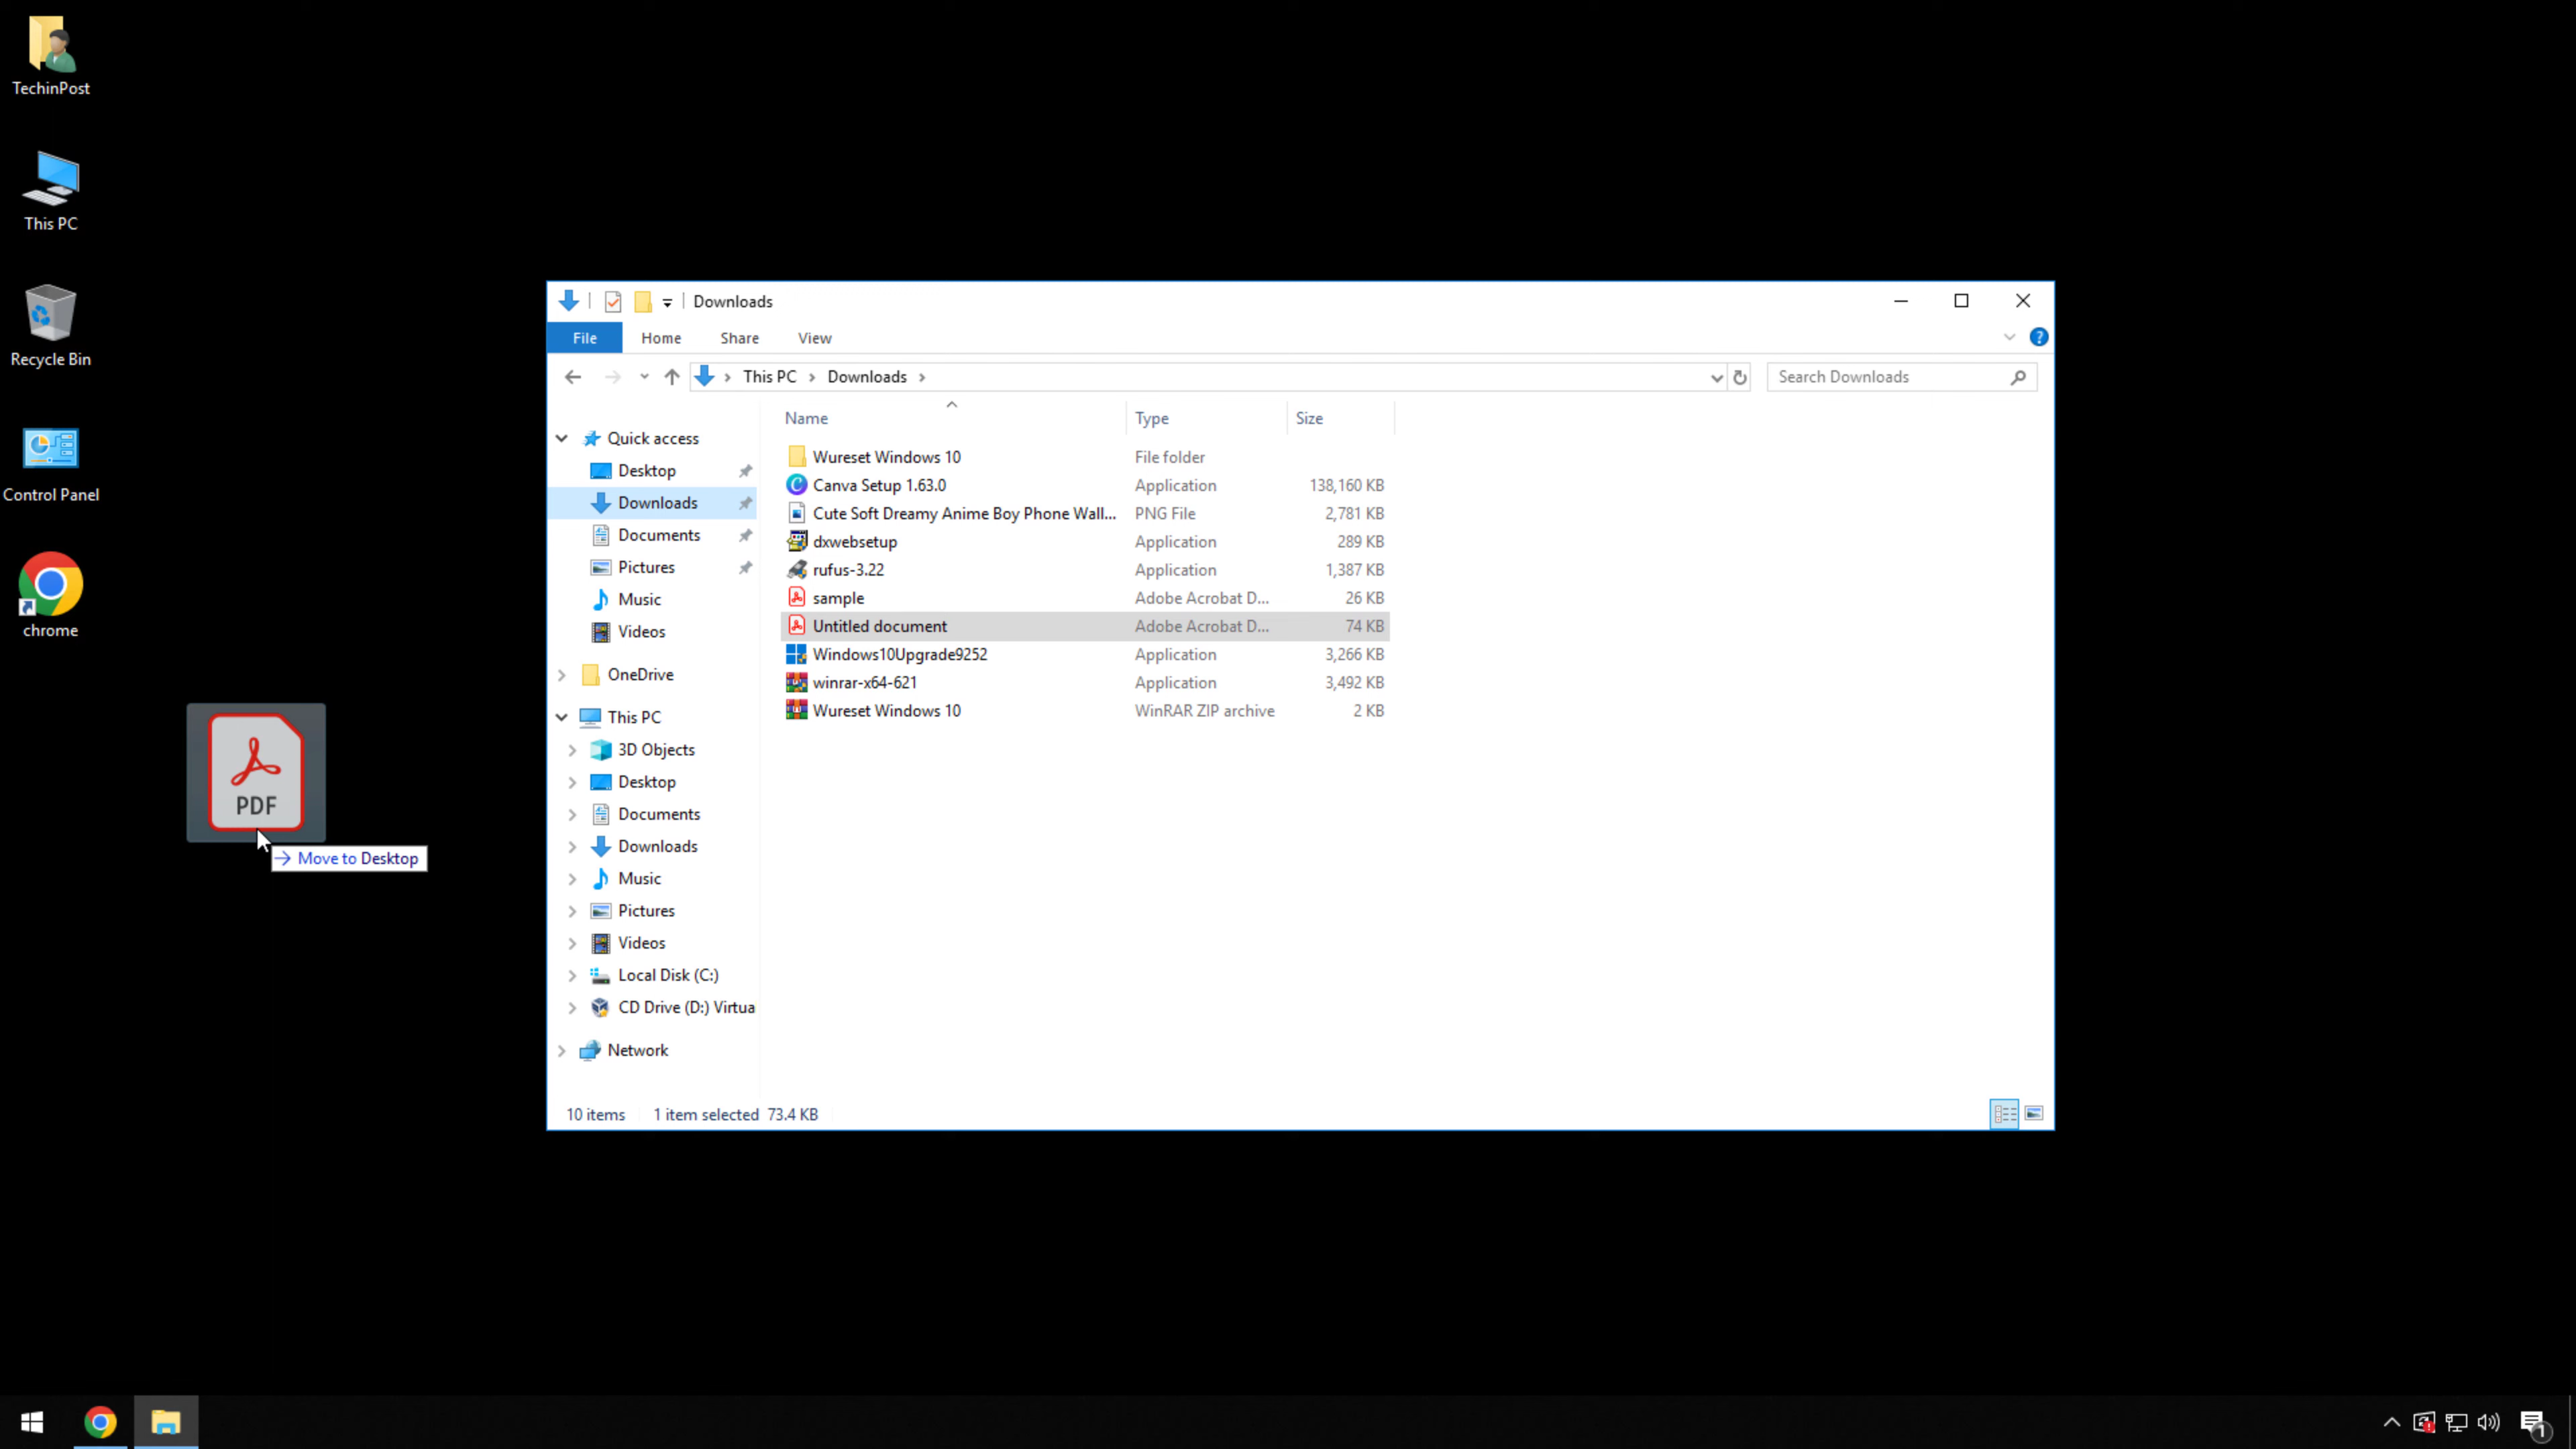 TechinPost
This PC
Recycle Bin
Control Panel
chrome
PDF
Move to Desktop
Downloads
File Home Share View
This PC Downloads Search Downloads
Name Type Size
Quick access
Desktop
Downloads
Documents
Pictures
Music
Videos
OneDrive
This PC
3D Objects
Desktop
Documents
Downloads
Music
Pictures
Videos
Local Disk (C:)
CD Drive (D:) Virtua
Network
Wureset Windows 10 File folder
Canva Setup 1.63.0 Application 138,160 KB
Cute Soft Dreamy Anime Boy Phone Wall... PNG File 2,781 KB
dxwebsetup Application 289 KB
rufus-3.22 Application 1,387 KB
sample Adobe Acrobat D... 26 KB
Untitled document Adobe Acrobat D... 74 KB
Windows10Upgrade9252 Application 3,266 KB
winrar-x64-621 Application 3,492 KB
Wureset Windows 10 WinRAR ZIP archive 2 KB
10 items 1 item selected 73.4 KB
1